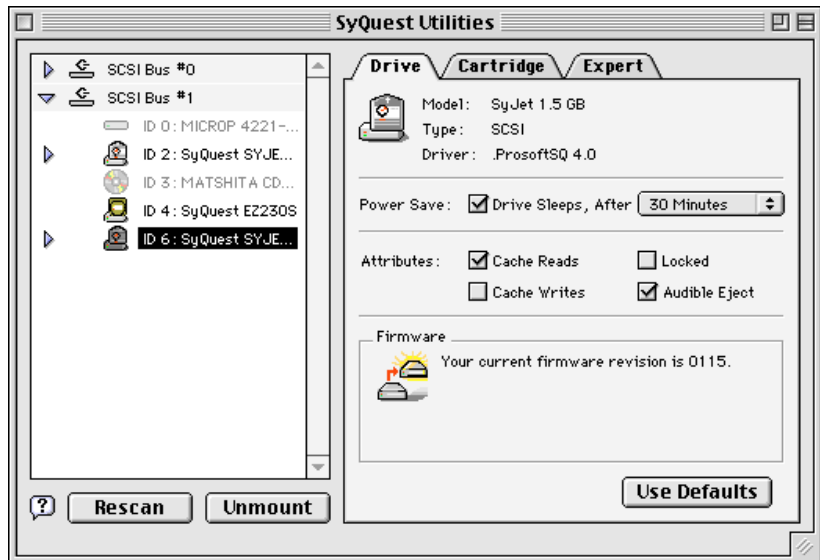 SyQuest Utilities
SCSI Bus #0
SCSI Bus #1
ID 0: MICROP 4221-...
ID 2: SyQuest SYJE...
ID 3: MATSHITA CD...
ID 4: SyQuest EZ230S
ID 6: SyQuest SYJE...
Rescan
Unmount
Drive
Cartridge
Expert
Model: SyJet 1.5 GB
Type: SCSI
Driver: .ProsoftSQ 4.0
Power Save: Drive Sleeps, After 30 Minutes
Attributes: Cache Reads Locked
Cache Writes Audible Eject
Firmware
Your current firmware revision is 0115.
Use Defaults